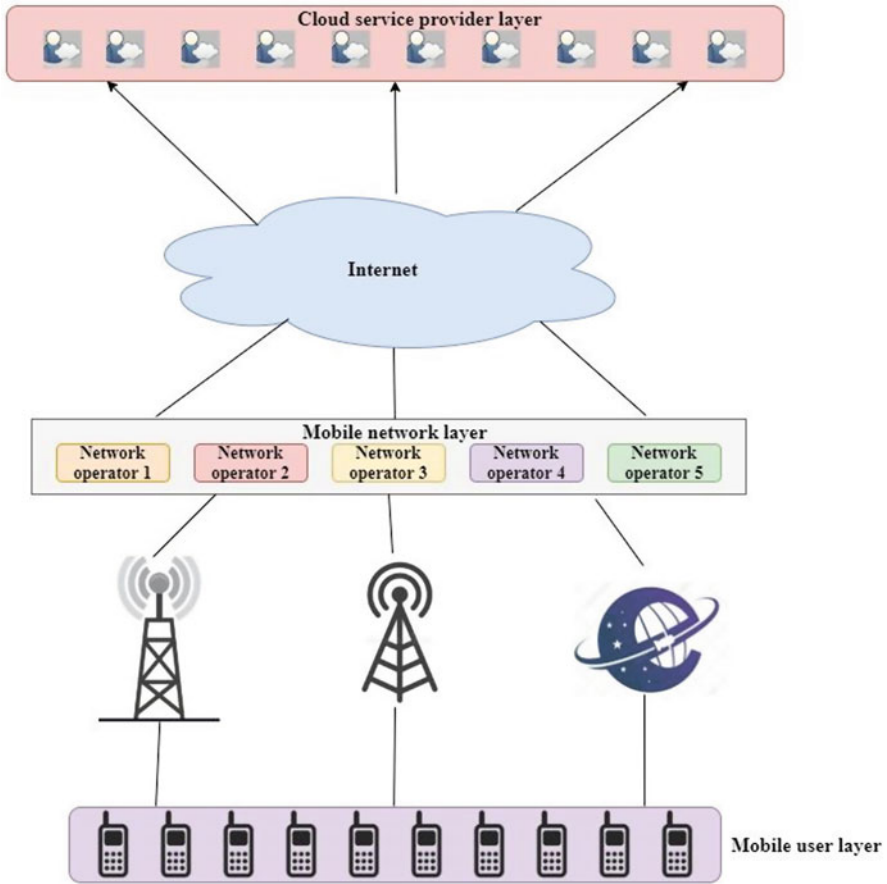 Cloud service provider layer
Internet
Mobile network layer
Network
operator 1
Network
operator 2
Network
operator 3
Network
operator 4
Network
operator 5
Mobile user layer